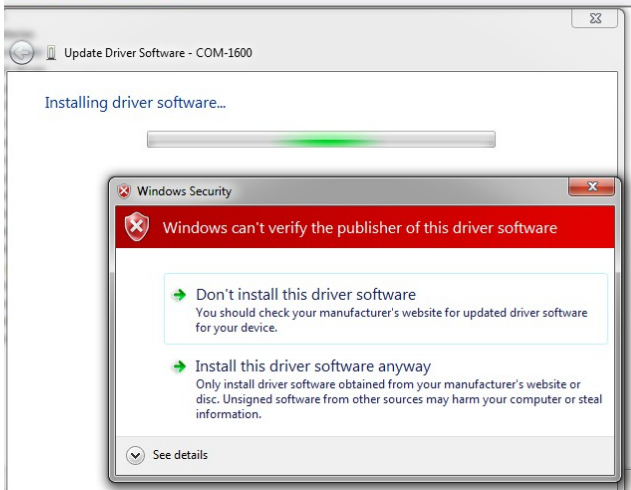 Update Driver Software - COM-1600
Installing driver software...
Windows Security
Windows can't verify the publisher of this driver software
Don't install this driver software
You should check your manufacturer's website for updated driver software
for your device.
Install this driver software anyway
Only install driver software obtained from your manufacturer's website or
disc. Unsigned software from other sources may harm your computer or steal
information.
See details